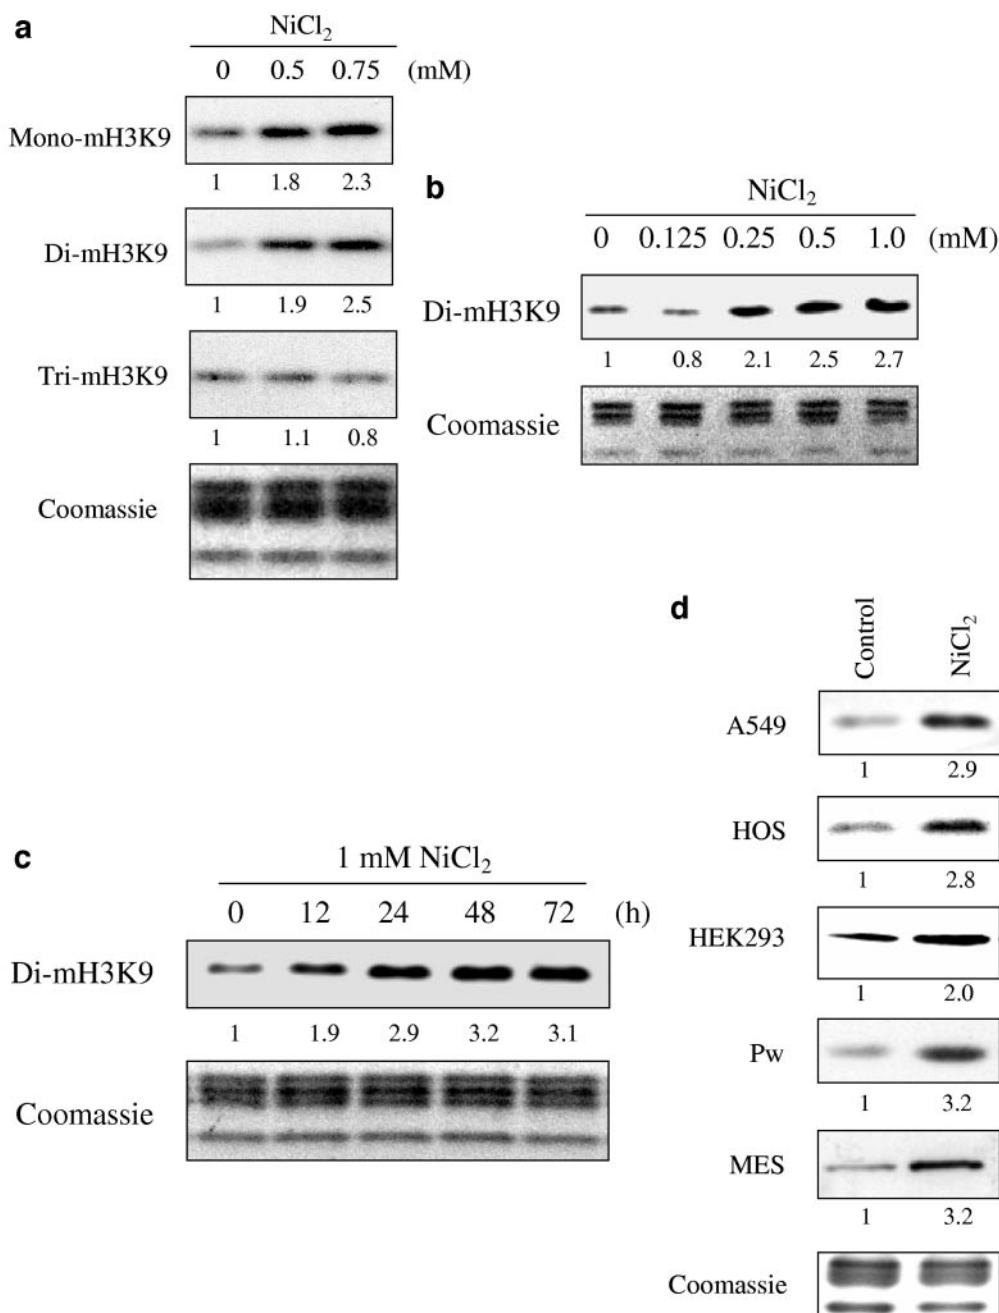 a
NiCl₂
0 0.5 0.75 (mM)
Mono-mH3K9
1 1.8 2.3
Di-mH3K9
1 1.9 2.5
Tri-mH3K9
1 1.1 0.8
Coomassie
b
NiCl₂
0 0.125 0.25 0.5 1.0 (mM)
Di-mH3K9
1 0.8 2.1 2.5 2.7
Coomassie
c
1 mM NiCl₂
0 12 24 48 72 (h)
Di-mH3K9
1 1.9 2.9 3.2 3.1
Coomassie
d
Control NiCl₂
A549
1 2.9
HOS
1 2.8
HEK293
1 2.0
Pw
1 3.2
MES
1 3.2
Coomassie